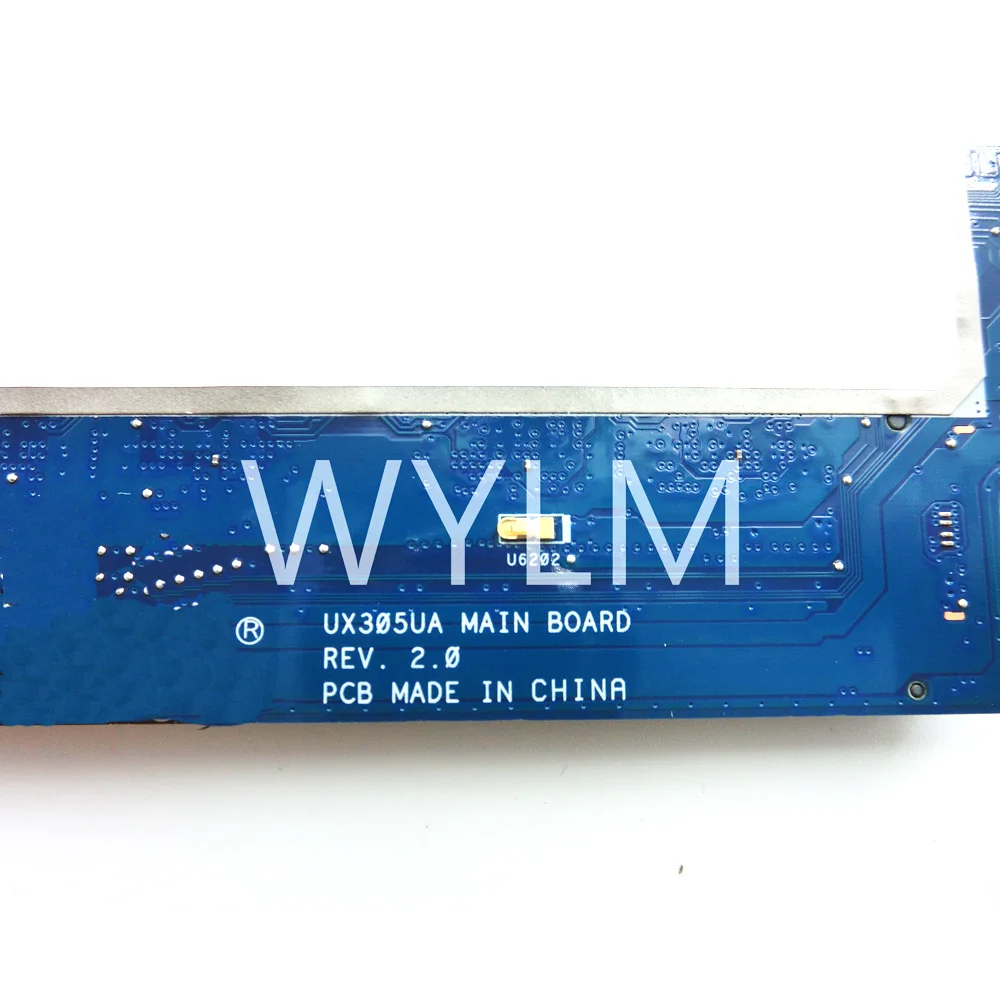 WYLM
U6202
® UX305UA MAIN BOARD
REV. 2.0
PCB MADE IN CHINA